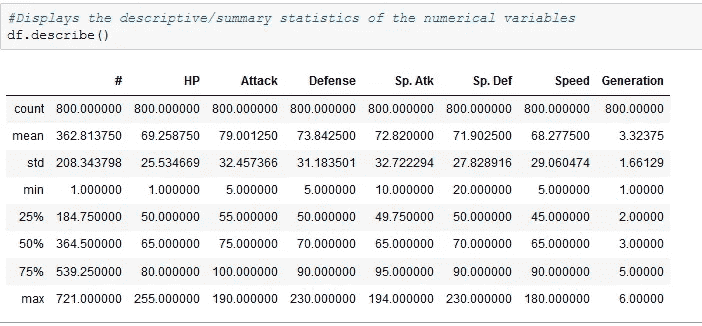 #Displays the descriptive/summary statistics of the numerical variables
df.describe()
# HP Attack Defense Sp. Atk Sp. Def Speed Generation
count 800.000000 800.000000 800.000000 800.000000 800.000000 800.000000 800.000000 800.00000
mean 362.813750 69.258750 79.001250 73.842500 72.820000 71.902500 68.277500 3.32375
std 208.343798 25.534669 32.457366 31.183501 32.722294 27.828916 29.060474 1.66129
min 1.000000 1.000000 5.000000 5.000000 10.000000 20.000000 5.000000 1.00000
25% 184.750000 50.000000 55.000000 50.000000 49.750000 50.000000 45.000000 2.00000
50% 364.500000 65.000000 75.000000 70.000000 65.000000 70.000000 65.000000 3.00000
75% 539.250000 80.000000 100.000000 90.000000 95.000000 90.000000 90.000000 5.00000
max 721.000000 255.000000 190.000000 230.000000 194.000000 230.000000 180.000000 6.00000